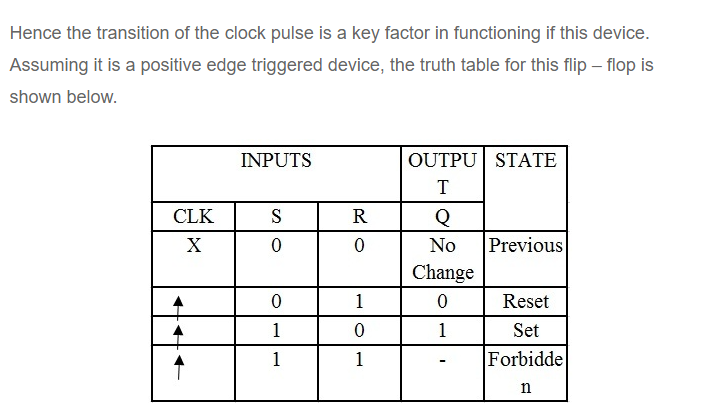 Hence the transition of the clock pulse is a key factor in functioning if this device.
Assuming it is a positive edge triggered device, the truth table for this flip – flop is
shown below.
INPUTS OUTPU STATE
T
CLK S R Q
X 0 0 No Previous
Change
0 1 0 Reset
1 0 1 Set
1 1 - Forbidde
n